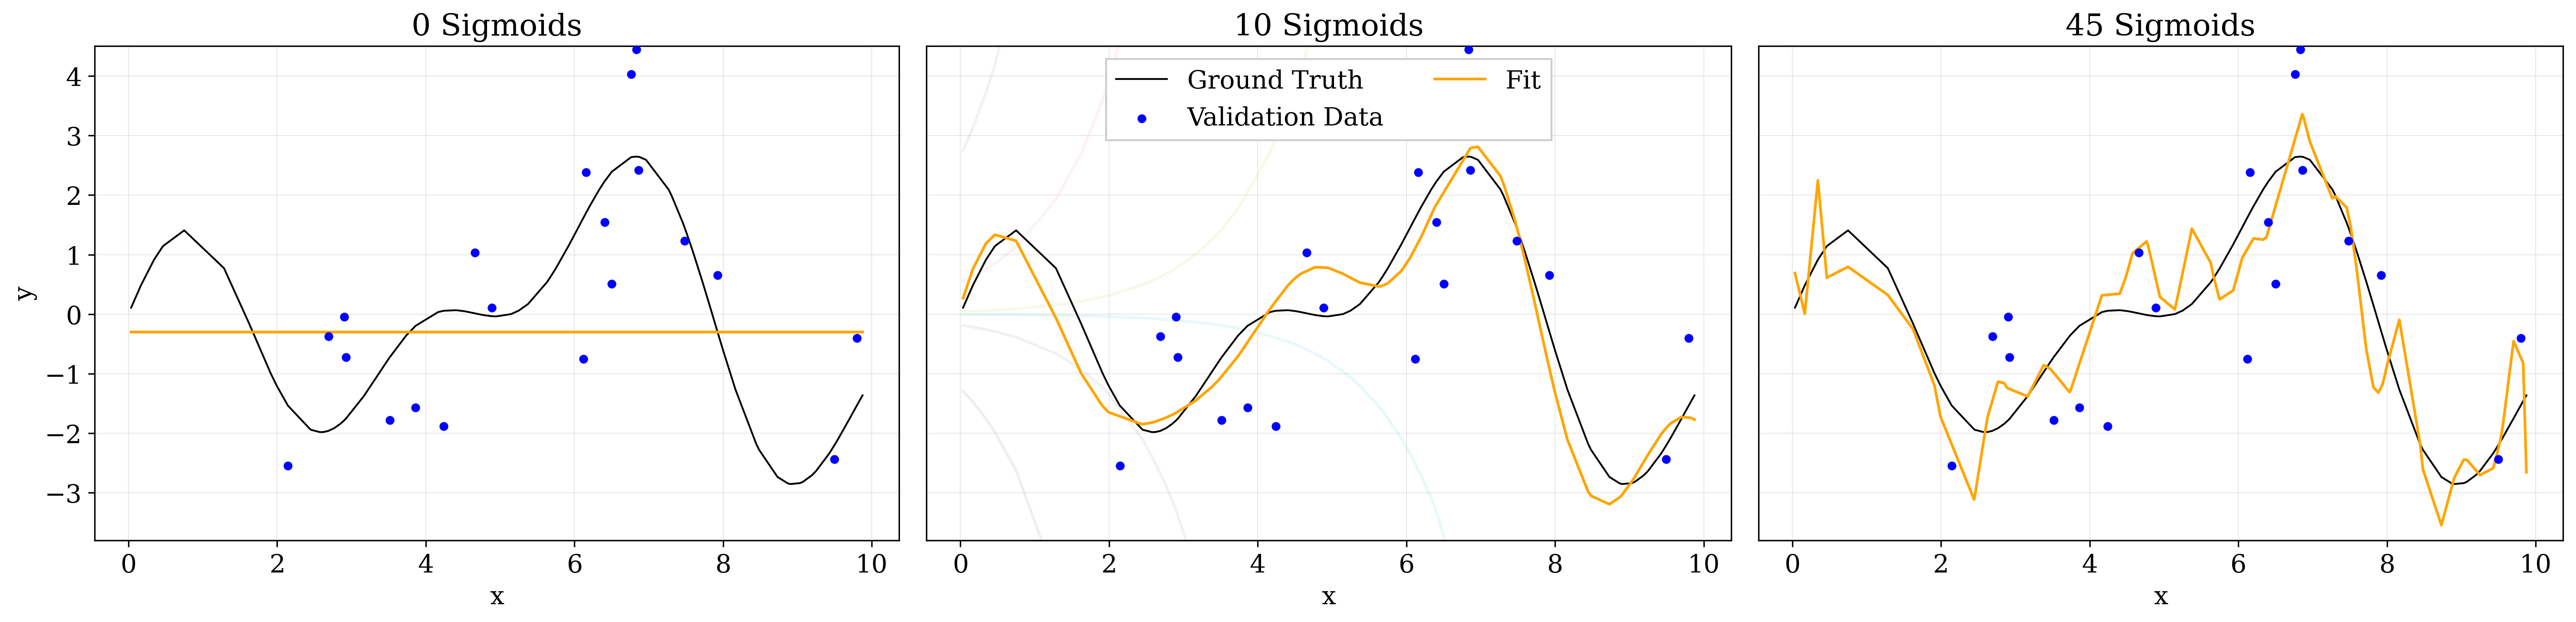 0 Sigmoids
10 Sigmoids
45 Sigmoids
Ground Truth
Fit
Validation Data
y
4
3
2
1
0
−1
−2
−3
0 2 4 6 8 10
0 2 4 6 8 10
0 2 4 6 8 10
x
x
x